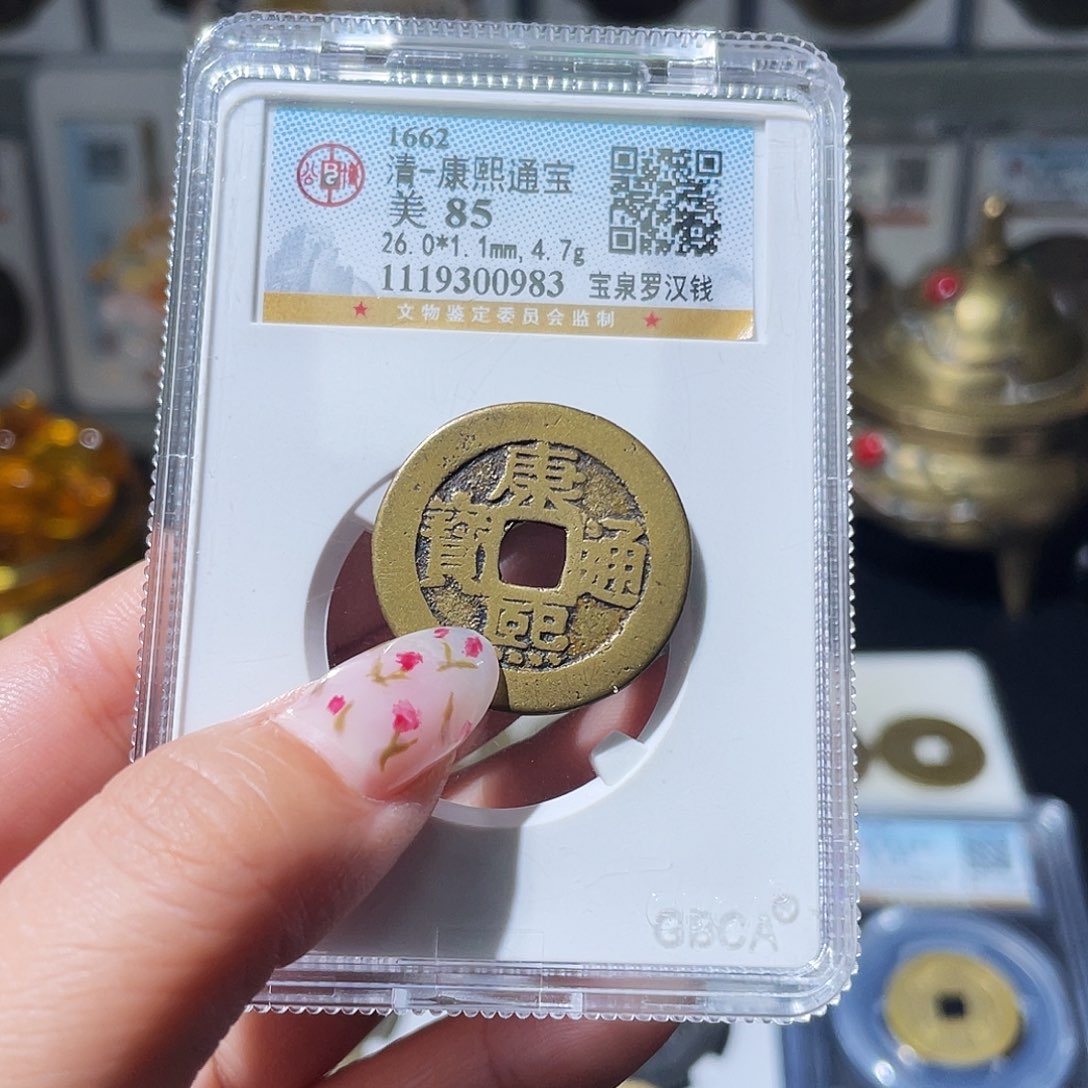 1662
清-康熙通宝
美 85
26.0*1.1mm, 4.7g
1119300983 宝泉罗汉钱
★ 文物鉴定委员会监制 ★
康熙通寶
GBCA®